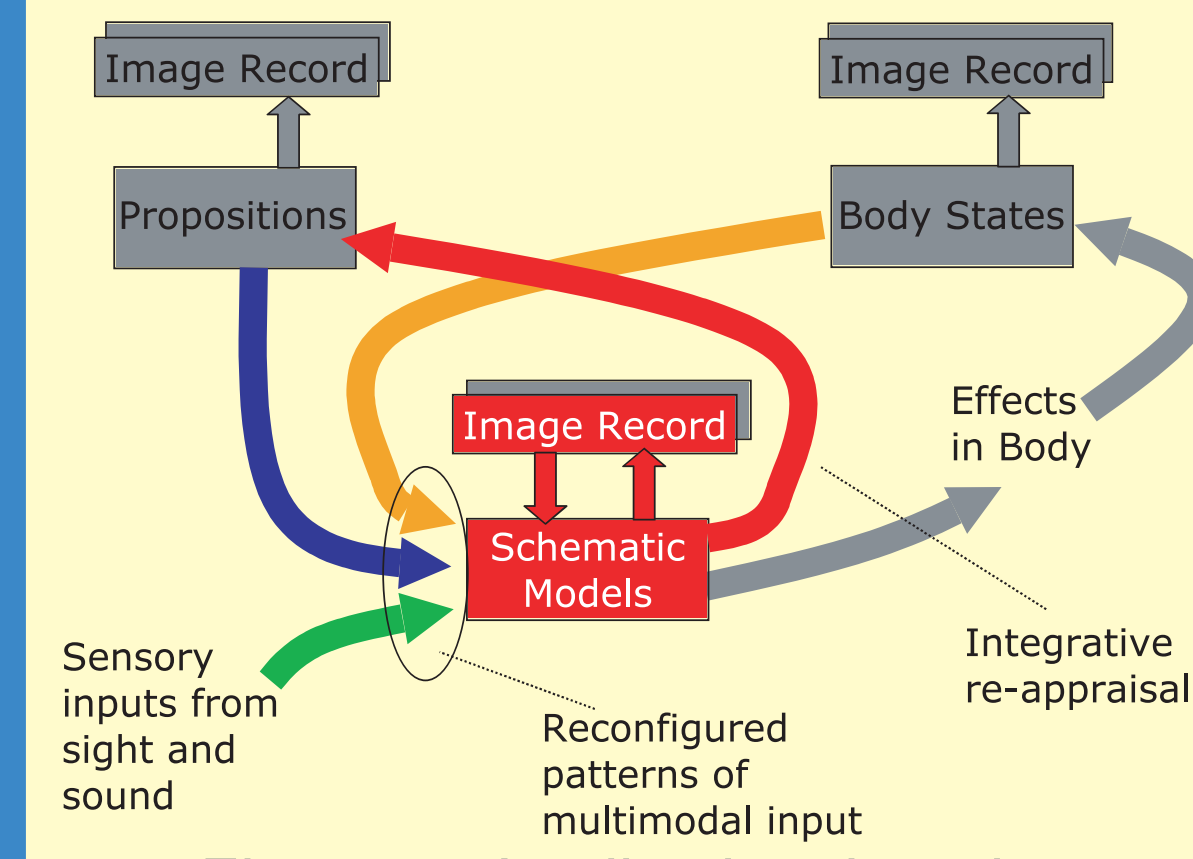 Image Record
Image Record
Propositions
Body States
Image Record
Effects
in Body
Schematic
Models
Sensory
inputs from
sight and
sound
Integrative
re-appraisal
Reconfigured
patterns of
multimodal input